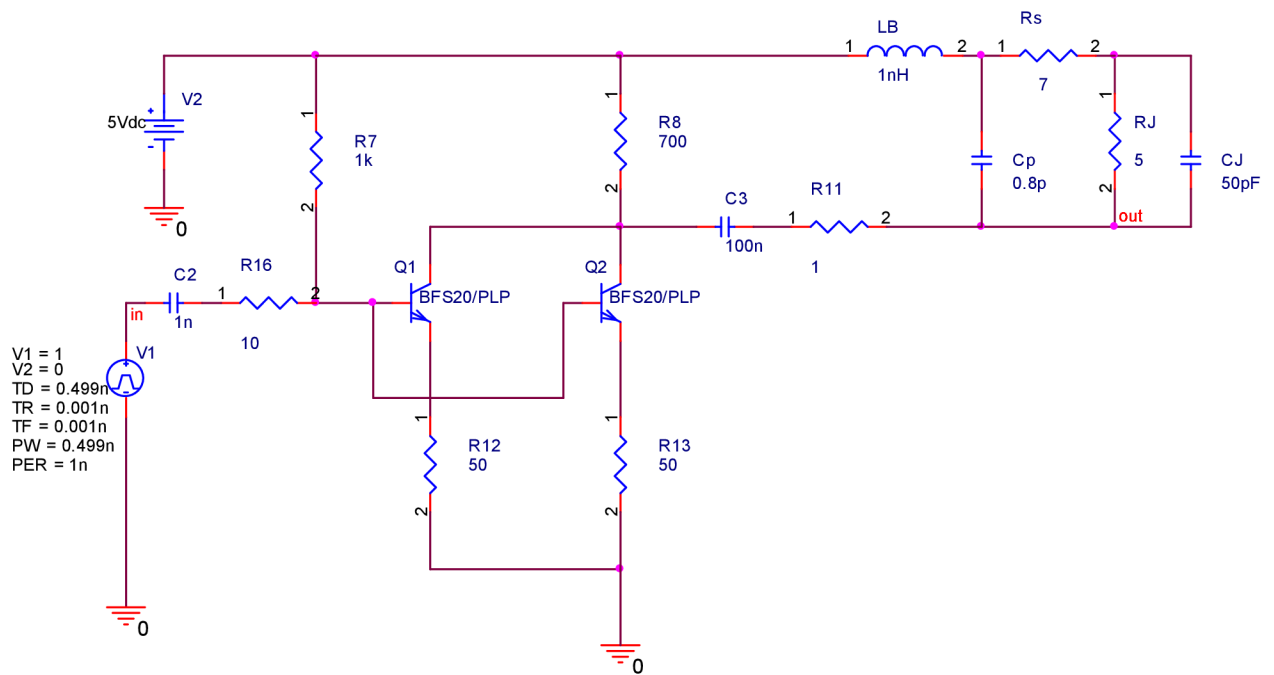 LB
Rs
1
2
1
2
1nH
7
V2
+
5Vdc
-
0
1
R7
1k
2
1
R8
700
2
1
RJ
5
2
Cp
0.8p
CJ
50pF
C3
100n
R11
1
2
1
out
C2
1n
in
R16
1
2
10
Q1
BFS20/PLP
Q2
BFS20/PLP
V1
+
-
V1 = 1
V2 = 0
TD = 0.499n
TR = 0.001n
TF = 0.001n
PW = 0.499n
PER = 1n
1
R12
50
2
1
R13
50
2
0
0